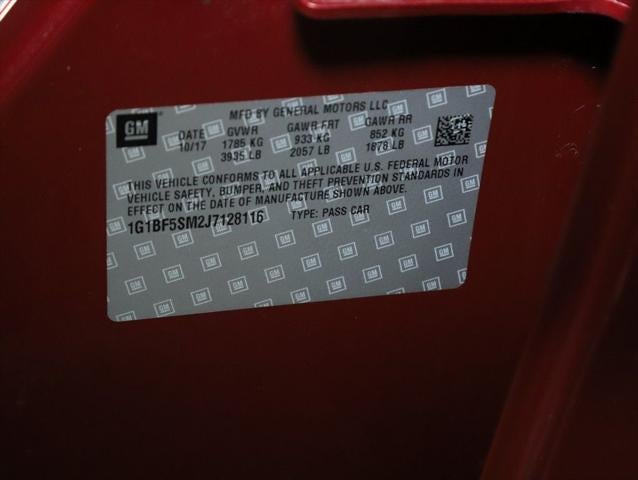 GM
MFD BY GENERAL MOTORS LLC
DATE GVWR GAWR FRT GAWR RR
10/17 1785 KG 933 KG 852 KG
3935 LB 2057 LB 1878 LB
THIS VEHICLE CONFORMS TO ALL APPLICABLE U.S. FEDERAL MOTOR
VEHICLE SAFETY, BUMPER, AND THEFT PREVENTION STANDARDS IN
EFFECT ON THE DATE OF MANUFACTURE SHOWN ABOVE.
1G1BF5SM2J7128116 TYPE: PASS CAR